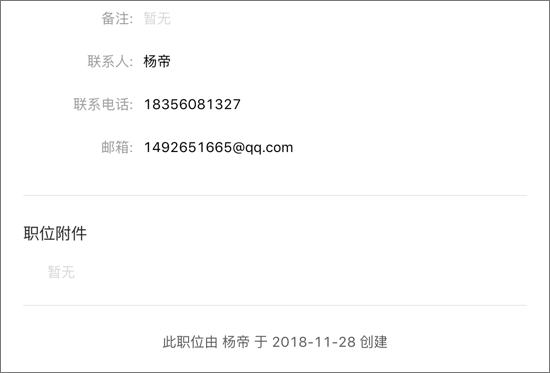 备注: 暂无
联系人: 杨帝
联系电话: 18356081327
邮箱: 1492651665@qq.com
职位附件
暂无
此职位由 杨帝 于 2018-11-28 创建